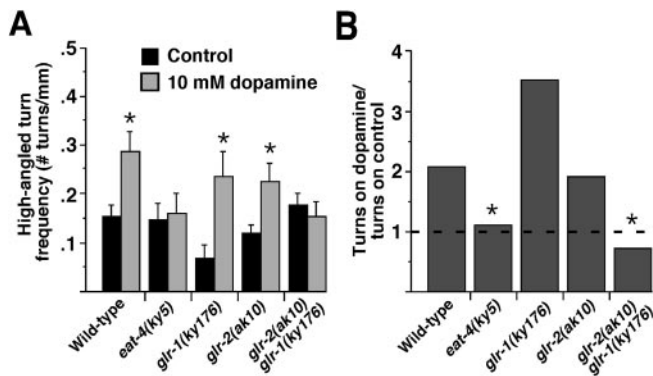 A
High-angled turn
frequency (# turns/mm)
.5
.4
.3
.2
.1
Control
10 mM dopamine
*
*
*
Wild-type
eat-4(ky5)
glr-1(ky176)
glr-2(ak10)
glr-2(ak10)
glr-1(ky176)
B
Turns on dopamine/
turns on control
4
3
2
1
*
*
Wild-type
eat-4(ky5)
glr-1(ky176)
glr-2(ak10)
glr-2(ak10)
glr-1(ky176)